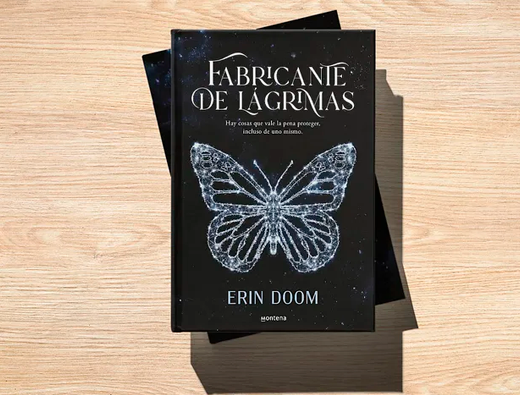 FABRICANTE
DE LÁGRIMAS
Hay cosas que vale la pena proteger,
incluso de uno mismo.
ERIN DOOM
montena